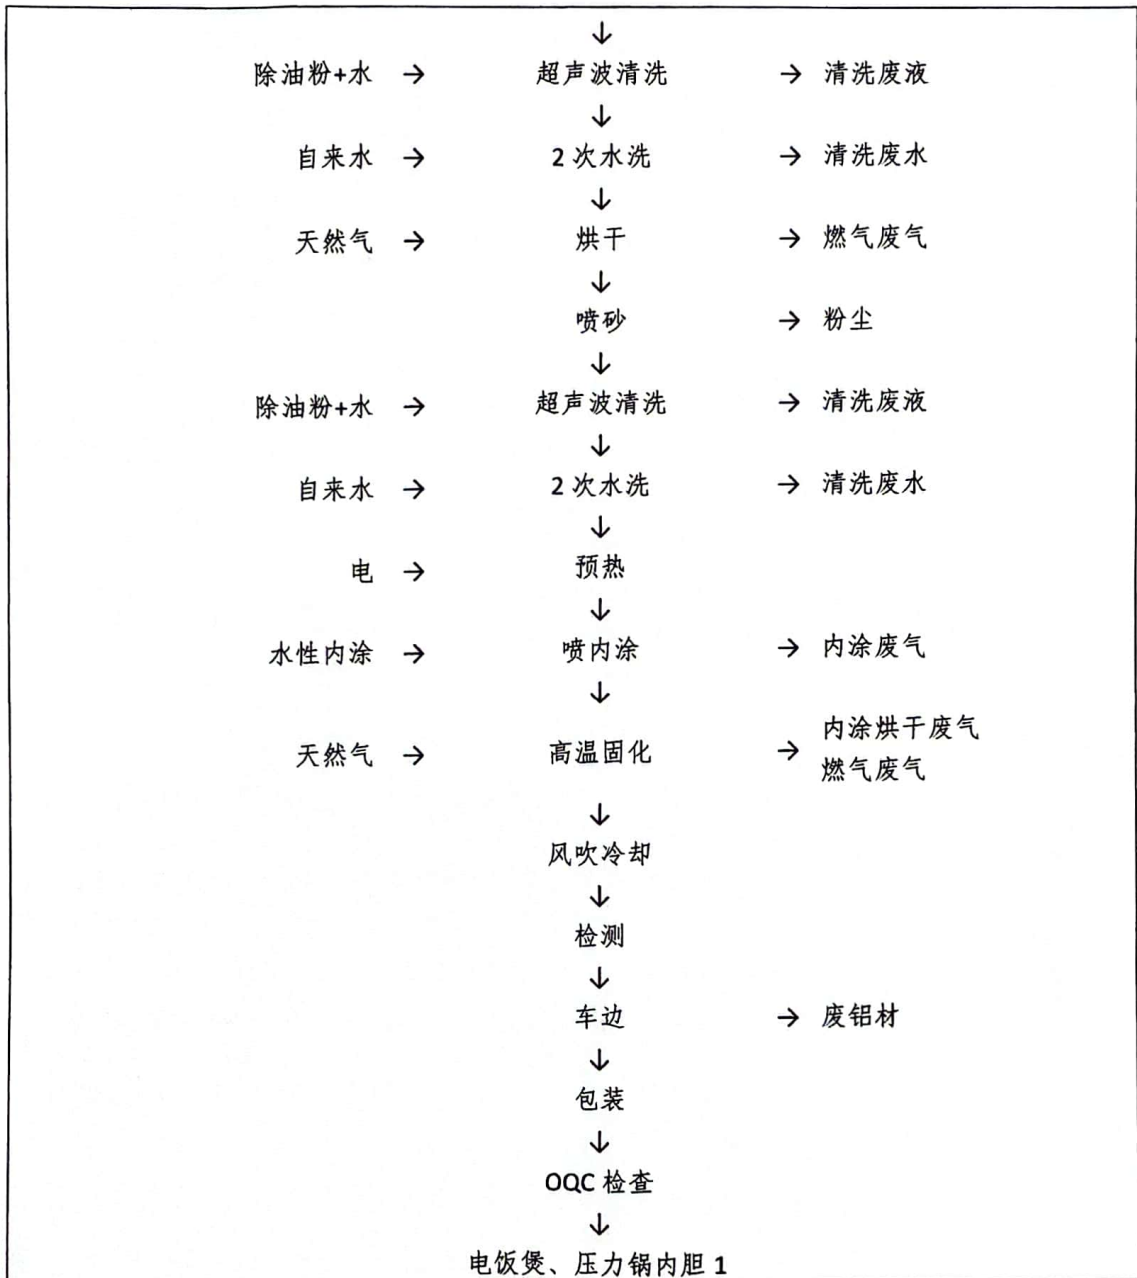 ↓
除油粉+水 → 超声波清洗 → 清洗废液
↓
自来水 → 2 次水洗 → 清洗废水
↓
天然气 → 烘干 → 燃气废气
↓
喷砂 → 粉尘
↓
除油粉+水 → 超声波清洗 → 清洗废液
↓
自来水 → 2 次水洗 → 清洗废水
↓
电 → 预热
↓
水性内涂 → 喷内涂 → 内涂废气
↓
天然气 → 高温固化 → 内涂烘干废气
燃气废气
↓
风吹冷却
↓
检测
↓
车边 → 废铝材
↓
包装
↓
OQC 检查
↓
电饭煲、压力锅内胆 1